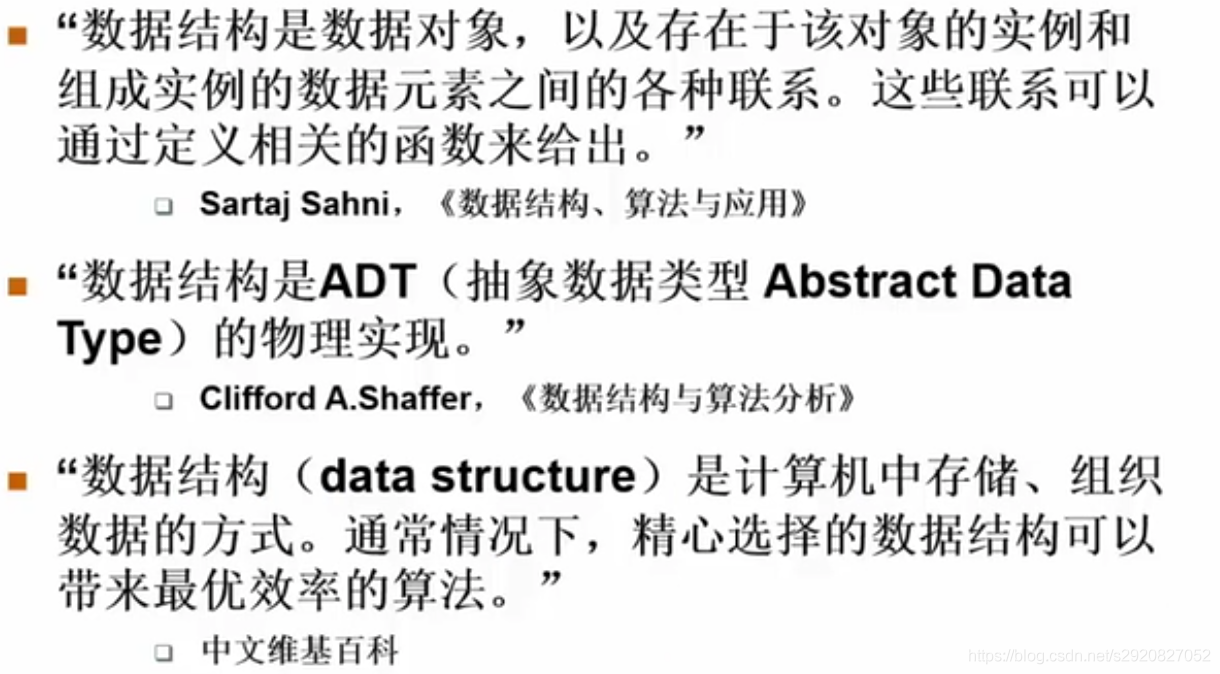 “数据结构是数据对象，以及存在于该对象的实例和
组成实例的数据元素之间的各种联系。这些联系可以
通过定义相关的函数来给出。”
Sartaj Sahni，《数据结构、算法与应用》
“数据结构是ADT（抽象数据类型 Abstract Data
Type）的物理实现。”
Clifford A.Shaffer，《数据结构与算法分析》
“数据结构（data structure）是计算机中存储、组织
数据的方式。通常情况下，精心选择的数据结构可以
带来最优效率的算法。”
中文维基百科
https://blog.csdn.net/s2920827052